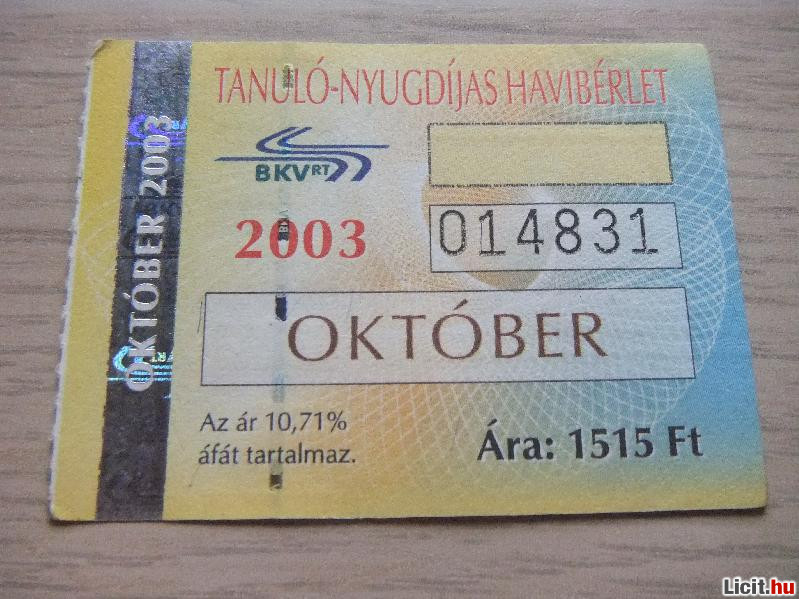 TANULÓ-NYUGDÍJAS HAVIBÉRLET
OKTÓBER 2003
BKV RT
2003
014831
OKTÓBER
Az ár 10,71%
áfát tartalmaz.
Ára: 1515 Ft
Licit.hu